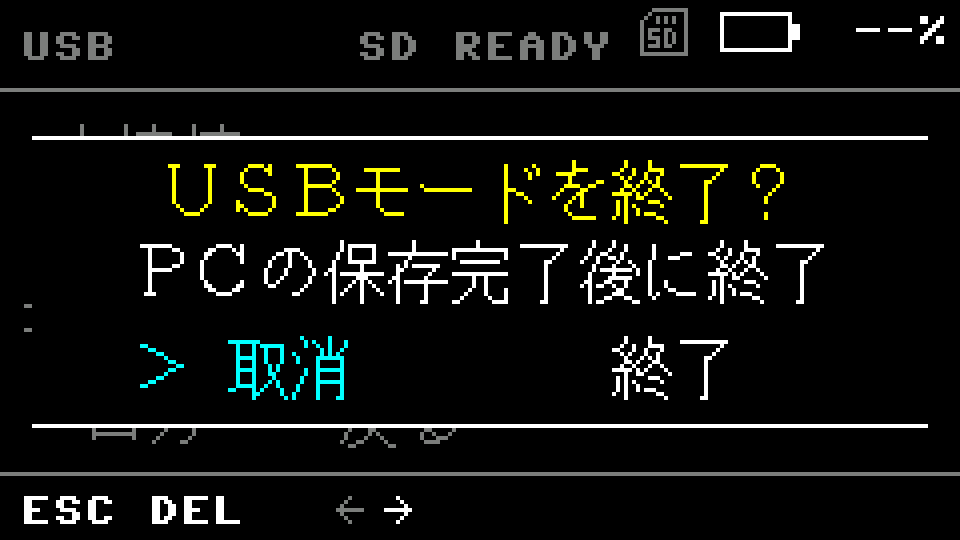 USB SD READY SD --%
USBモードを終了?
PCの保存完了後に終了
> 取消 終了
ESC DEL ← →